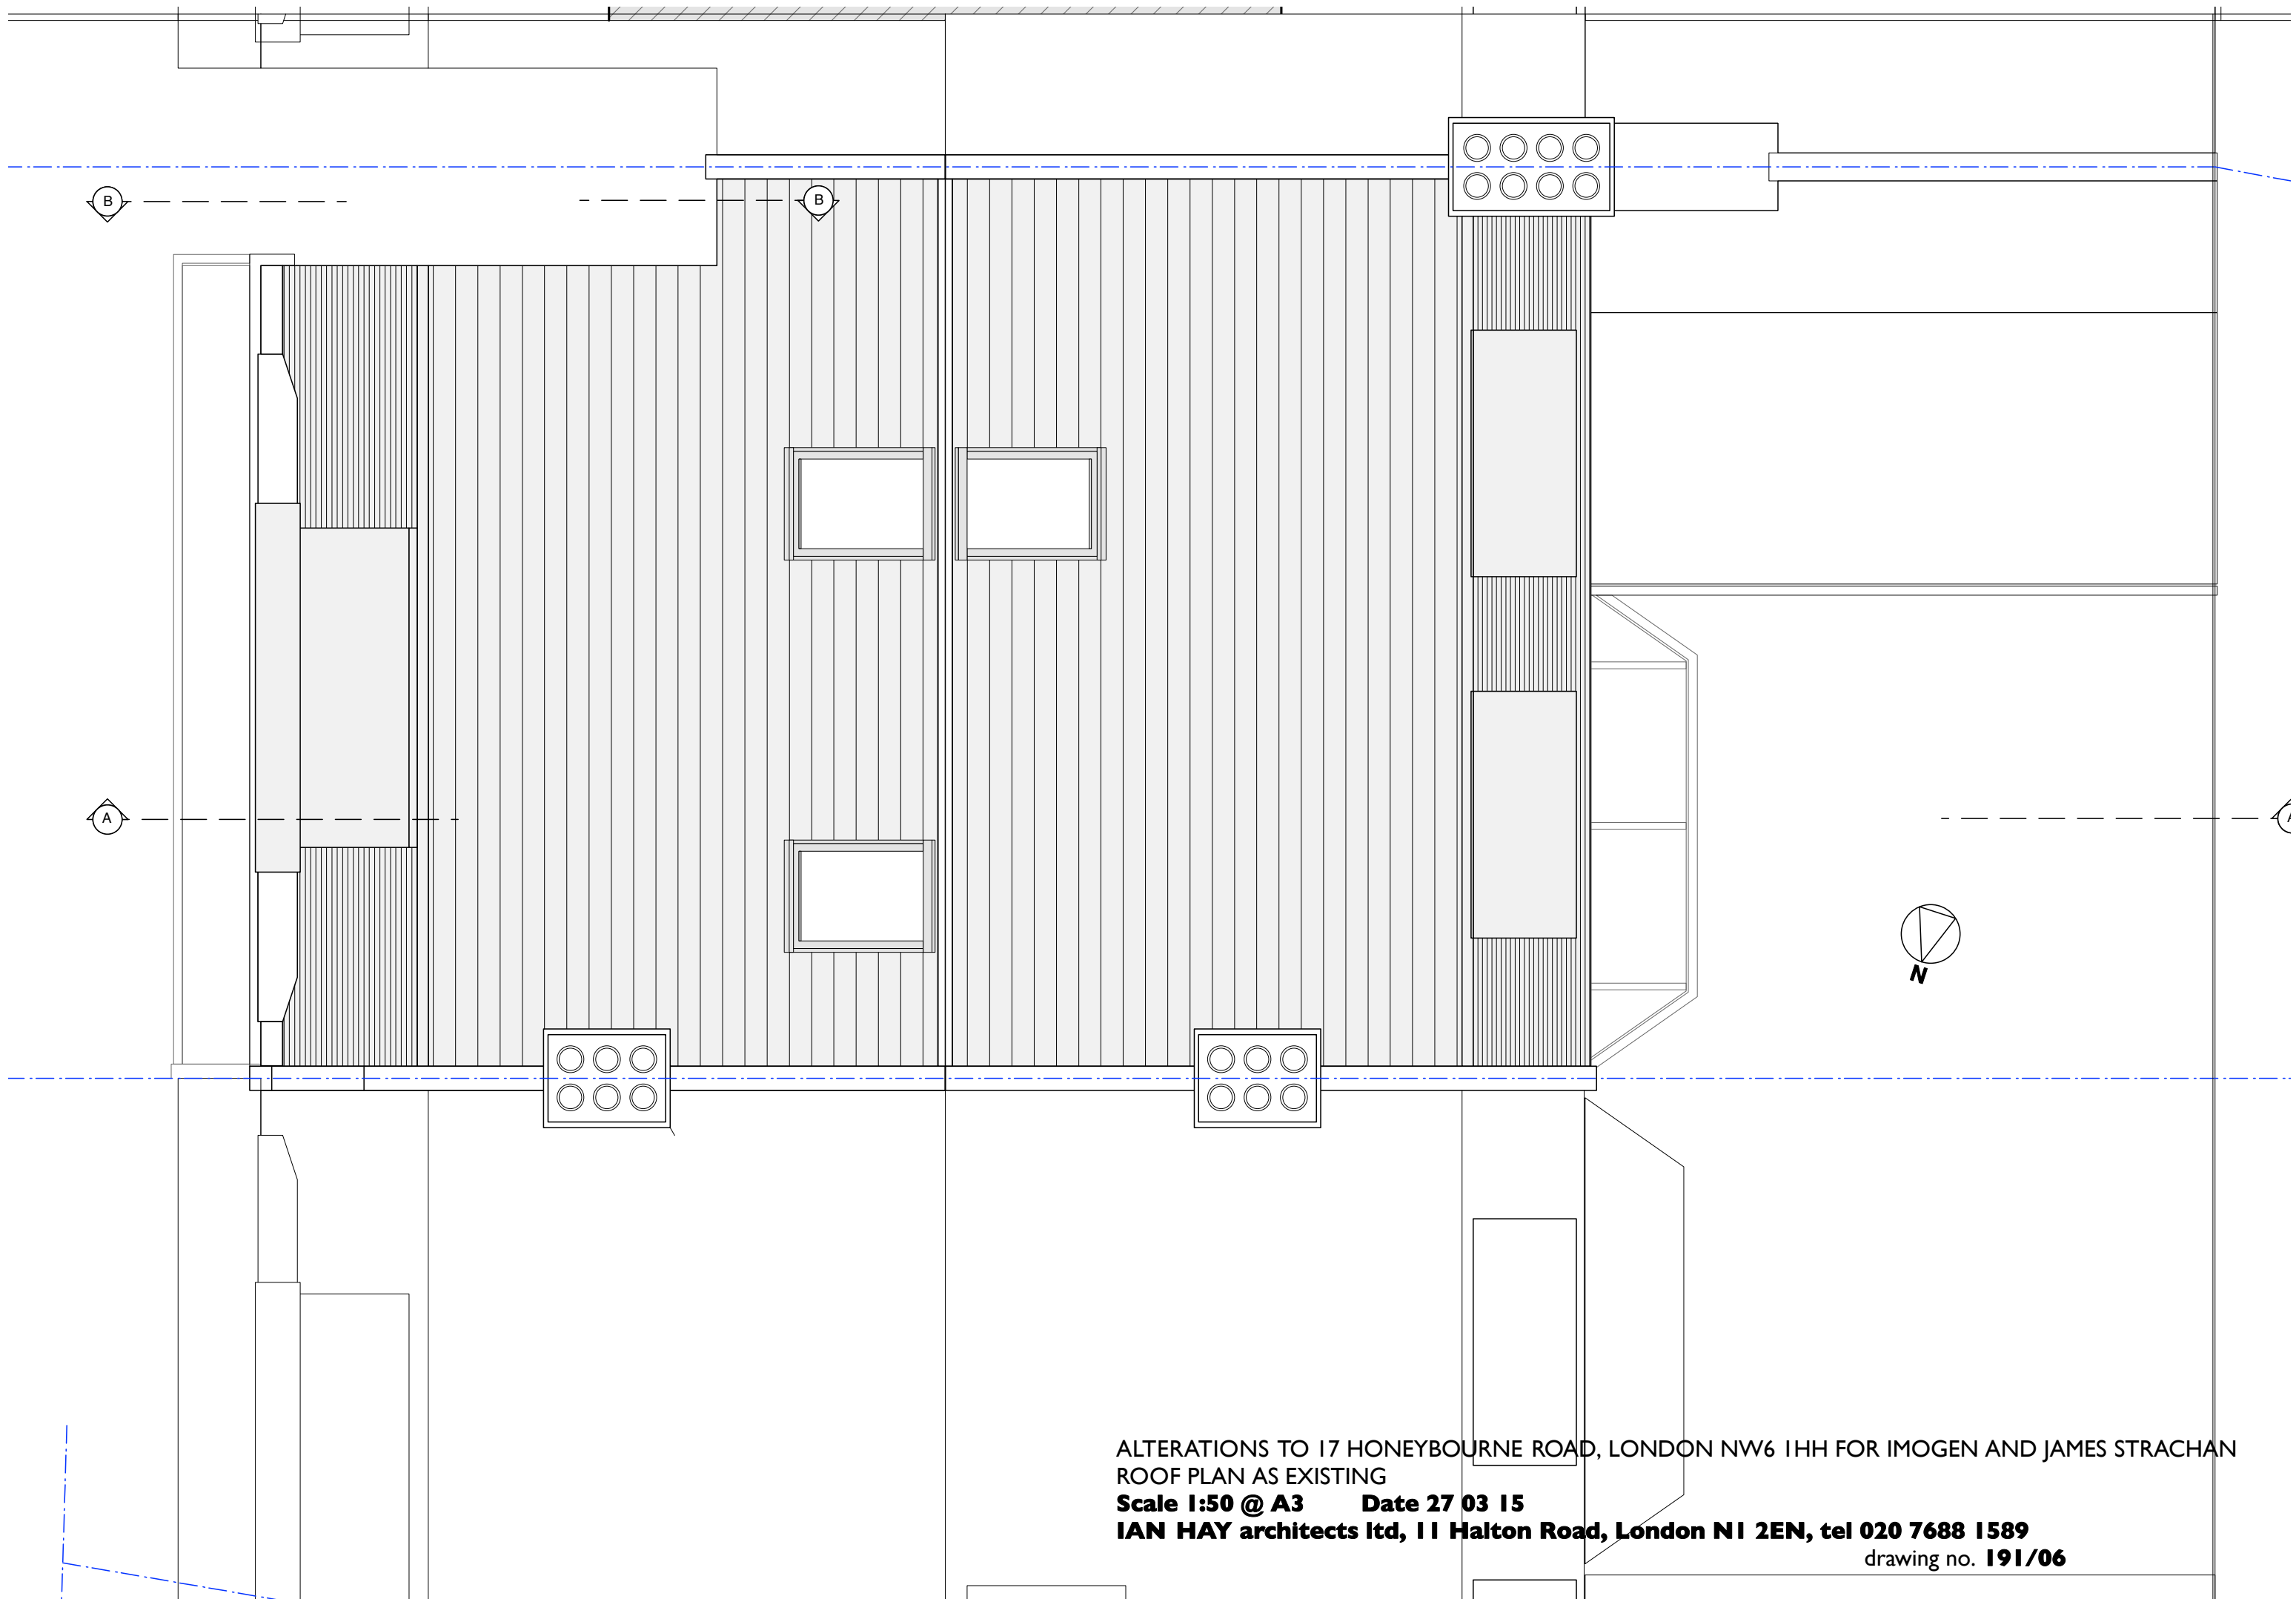 B
B
A
A
N
ALTERATIONS TO 17 HONEYBOURNE ROAD, LONDON NW6 1HH FOR IMOGEN AND JAMES STRACHAN
ROOF PLAN AS EXISTING
Scale 1:50 @ A3 Date 27 03 15
IAN HAY architects ltd, 11 Halton Road, London N1 2EN, tel 020 7688 1589
drawing no. 191/06